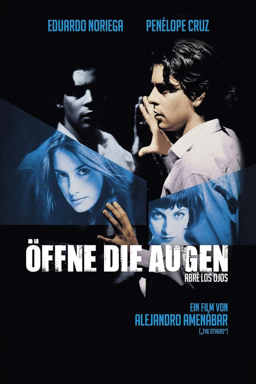 EDUARDO NORIEGA PENÉLOPE CRUZ
ÖFFNE DIE AUGEN
ABRE LOS OJOS
EIN FILM VON
ALEJANDRO AMENÁBAR
(„THE OTHERS“)